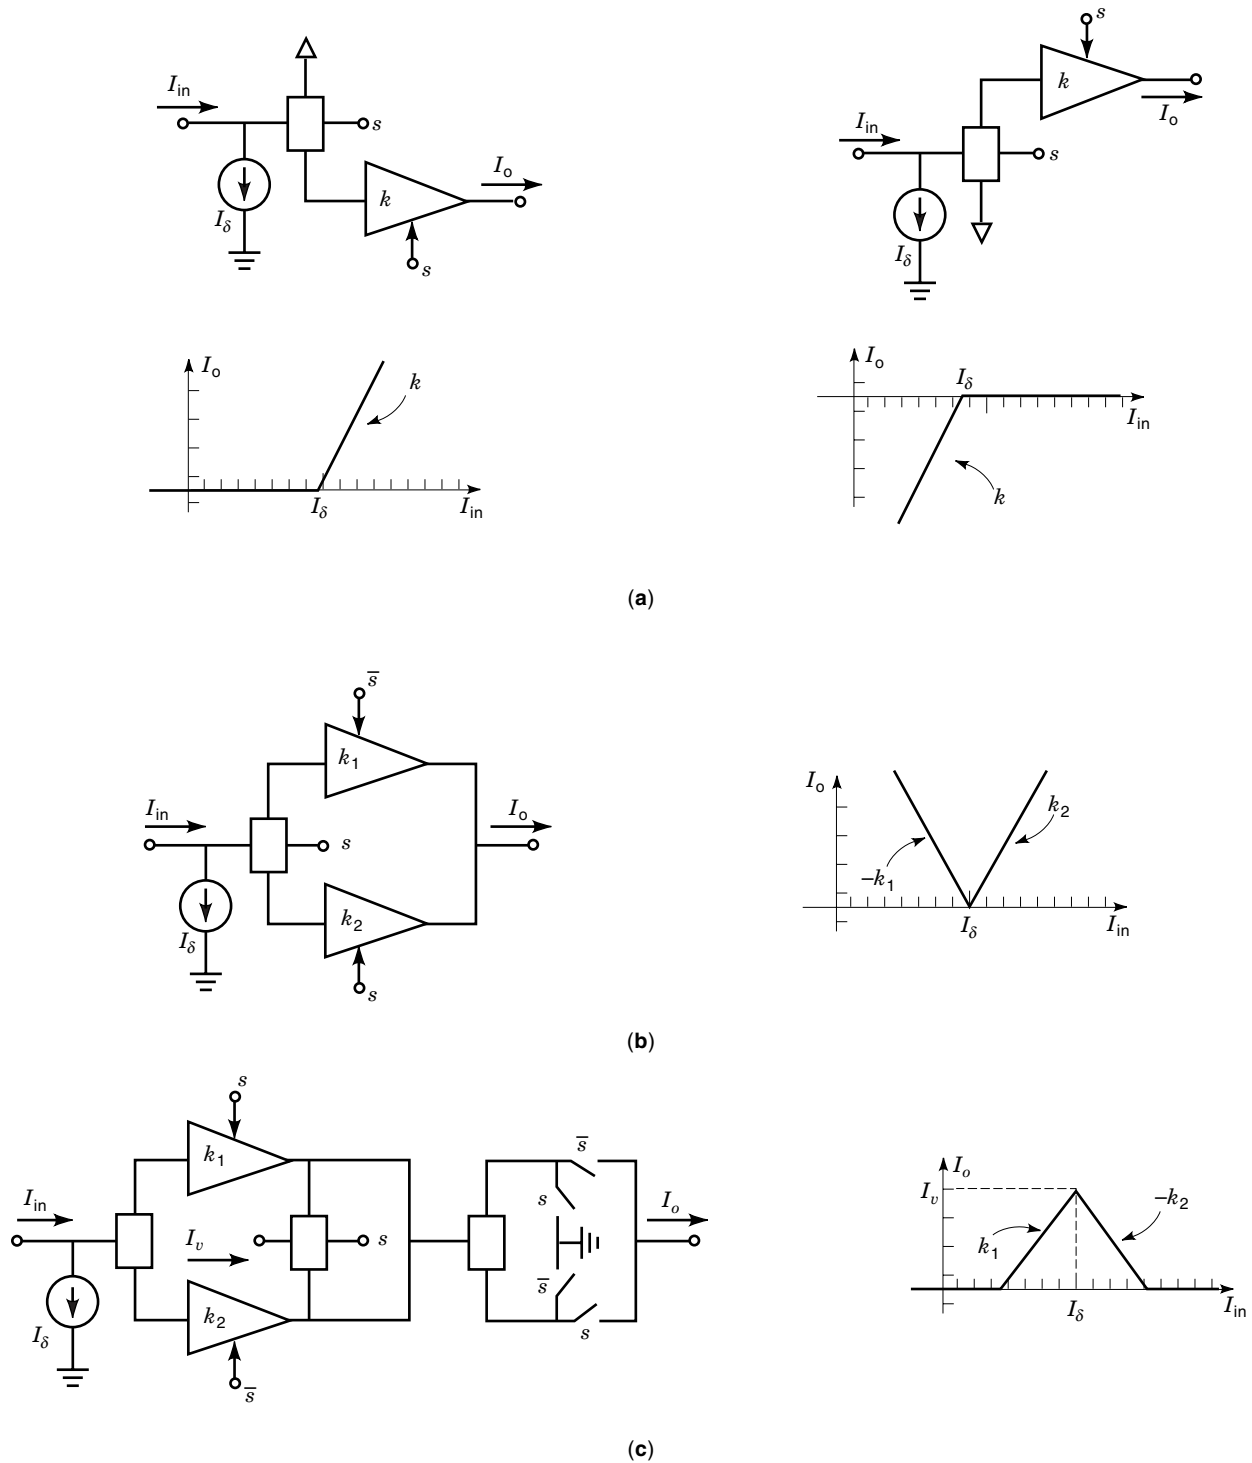 s
I_in
k
s
I_o
I_δ
s
s
I_in
k
I_o
s
I_δ
I_o
k
I_δ
I_in
I_o
I_δ
I_in
k
(a)
s̅
k_1
I_in
I_o
s
k_2
I_δ
s
I_o
k_2
–k_1
I_δ
I_in
(b)
s
k_1
s̅
I_in
s
I_o
I_v
s
s̅
k_2
I_δ
s
s̅
I_o
I_v
–k_2
k_1
I_δ
I_in
(c)